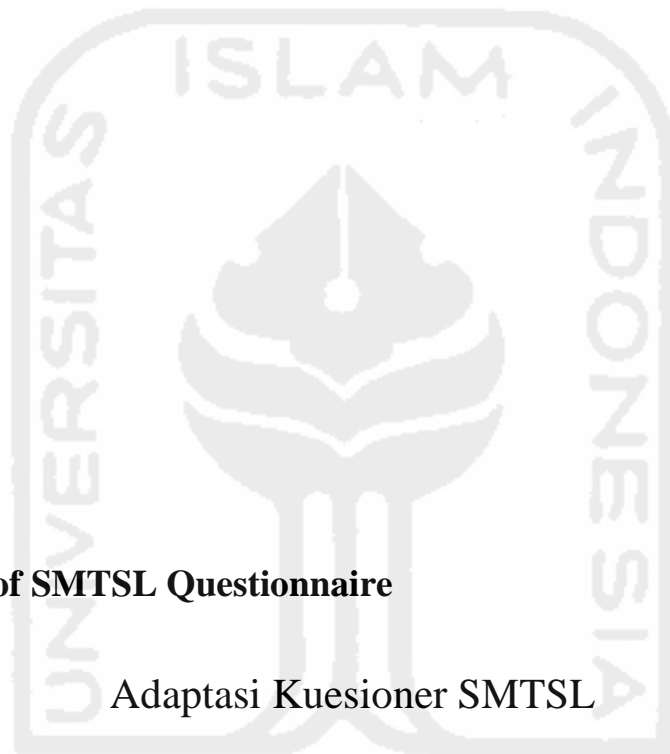 ISLAM
UNIVERSITAS
INDONESIA
of SMTSL Questionnaire
Adaptasi Kuesioner SMTSL